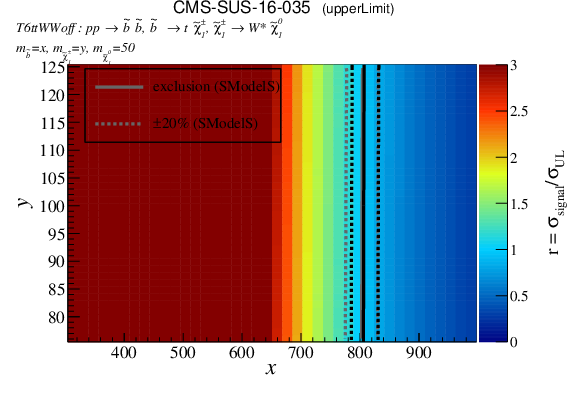 CMS-SUS-16-035 (upperLimit)
T6ttWWoff : pp → b̃ b̃, b̃ → t χ̃₁±, χ̃₁± → W* χ̃₁⁰
m_b̃=x, m_χ̃₁±=y, m_χ̃₁⁰=50
exclusion (SModelS)
±20% (SModelS)
125
120
115
110
105
100
95
90
85
80
y
400 500 600 700 800 900
x
3
2.5
2
1.5
1
0.5
0
r = σ_signal/σ_UL